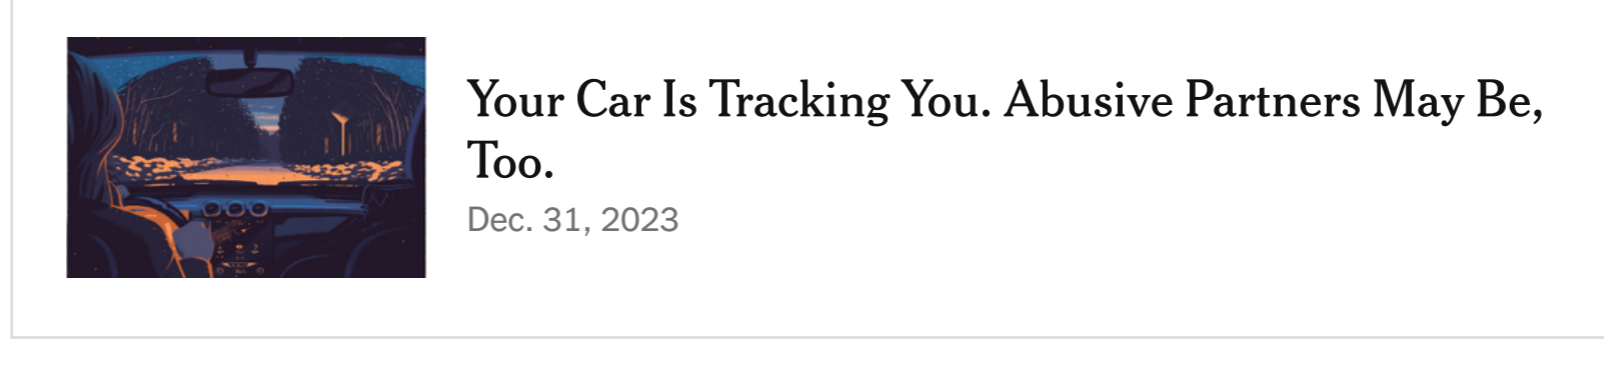 Your Car Is Tracking You. Abusive Partners May Be,
Too.
Dec. 31, 2023